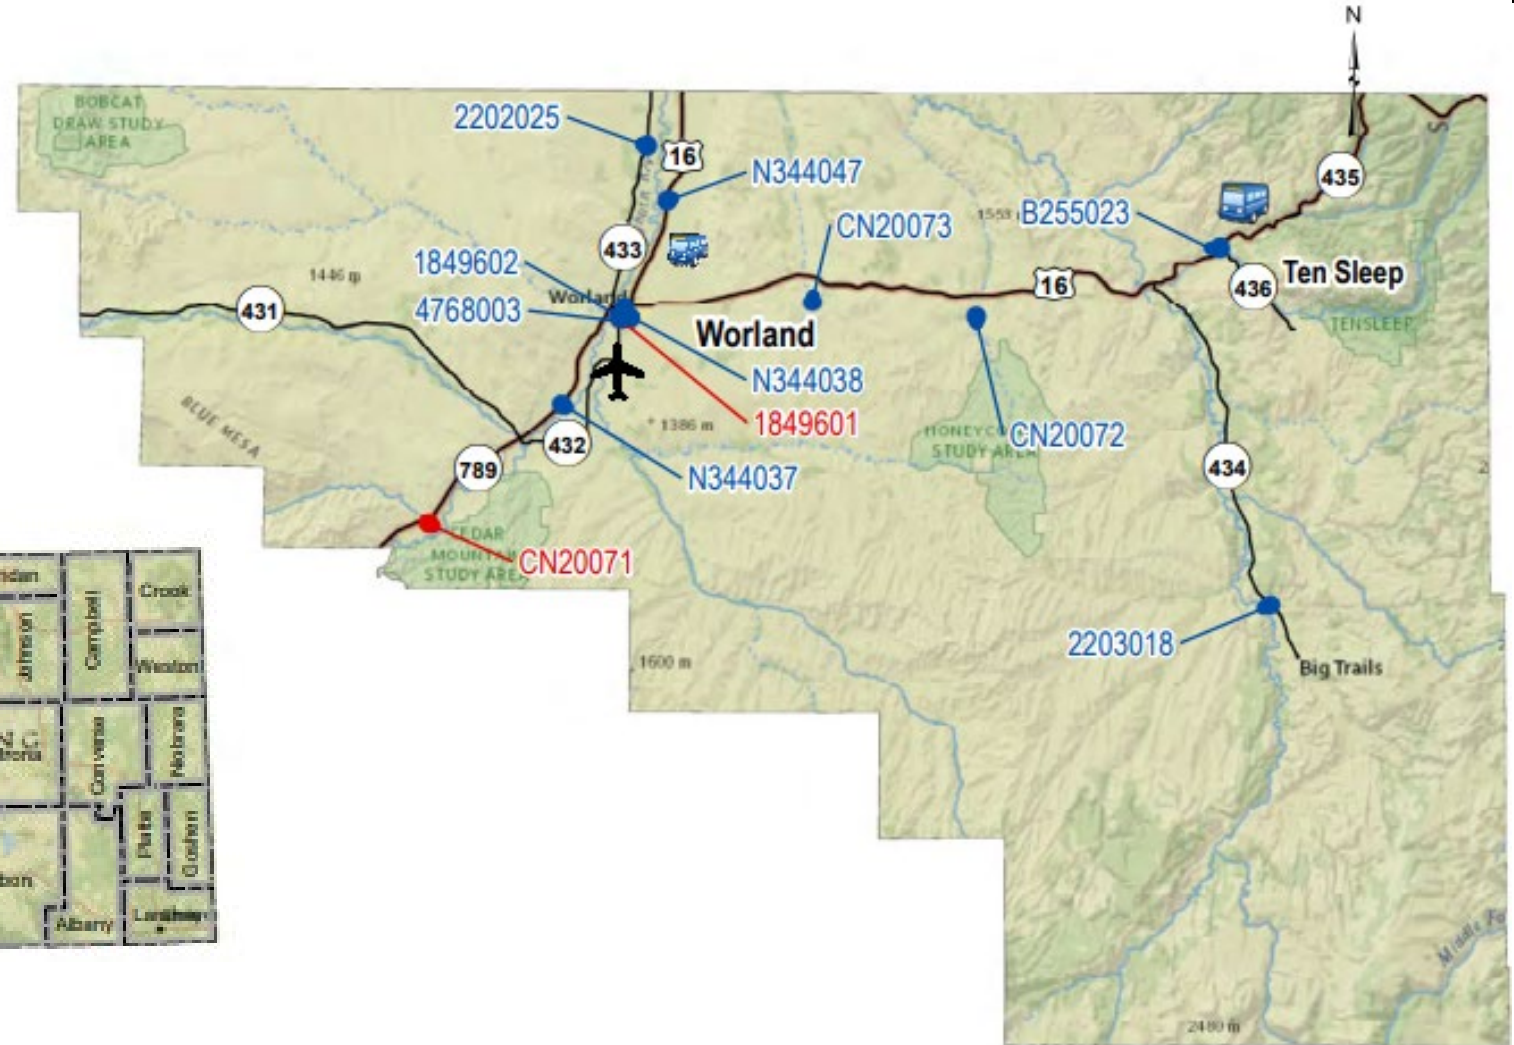 N
BOBCAT
DRAW STUDY
AREA
2202025
16
N344047
435
CN20073
B255023
433
1849602
1446 m
Worland
431
4768003
Worland
16
436
Ten Sleep
TENSLEEP
N344038
1849601
* 1386 m
BLUE MESA
CN20072
STUDY AREA
432
789
N344037
434
CEDAR
MOUNTAIN
STUDY AREA
CN20071
2203018
1600 m
Big Trails
Crook
Campbell
Johnson
Weston
Converse
Niobrara
Platte
Goshen
Albany
Middle Fo
2480 m